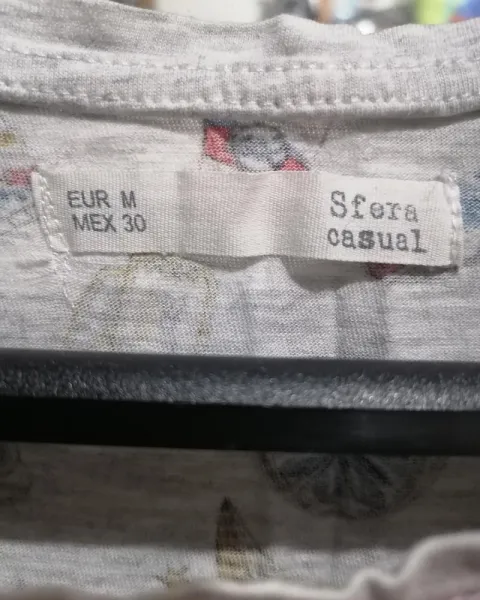 EUR M
MEX 30
Sfera
casual